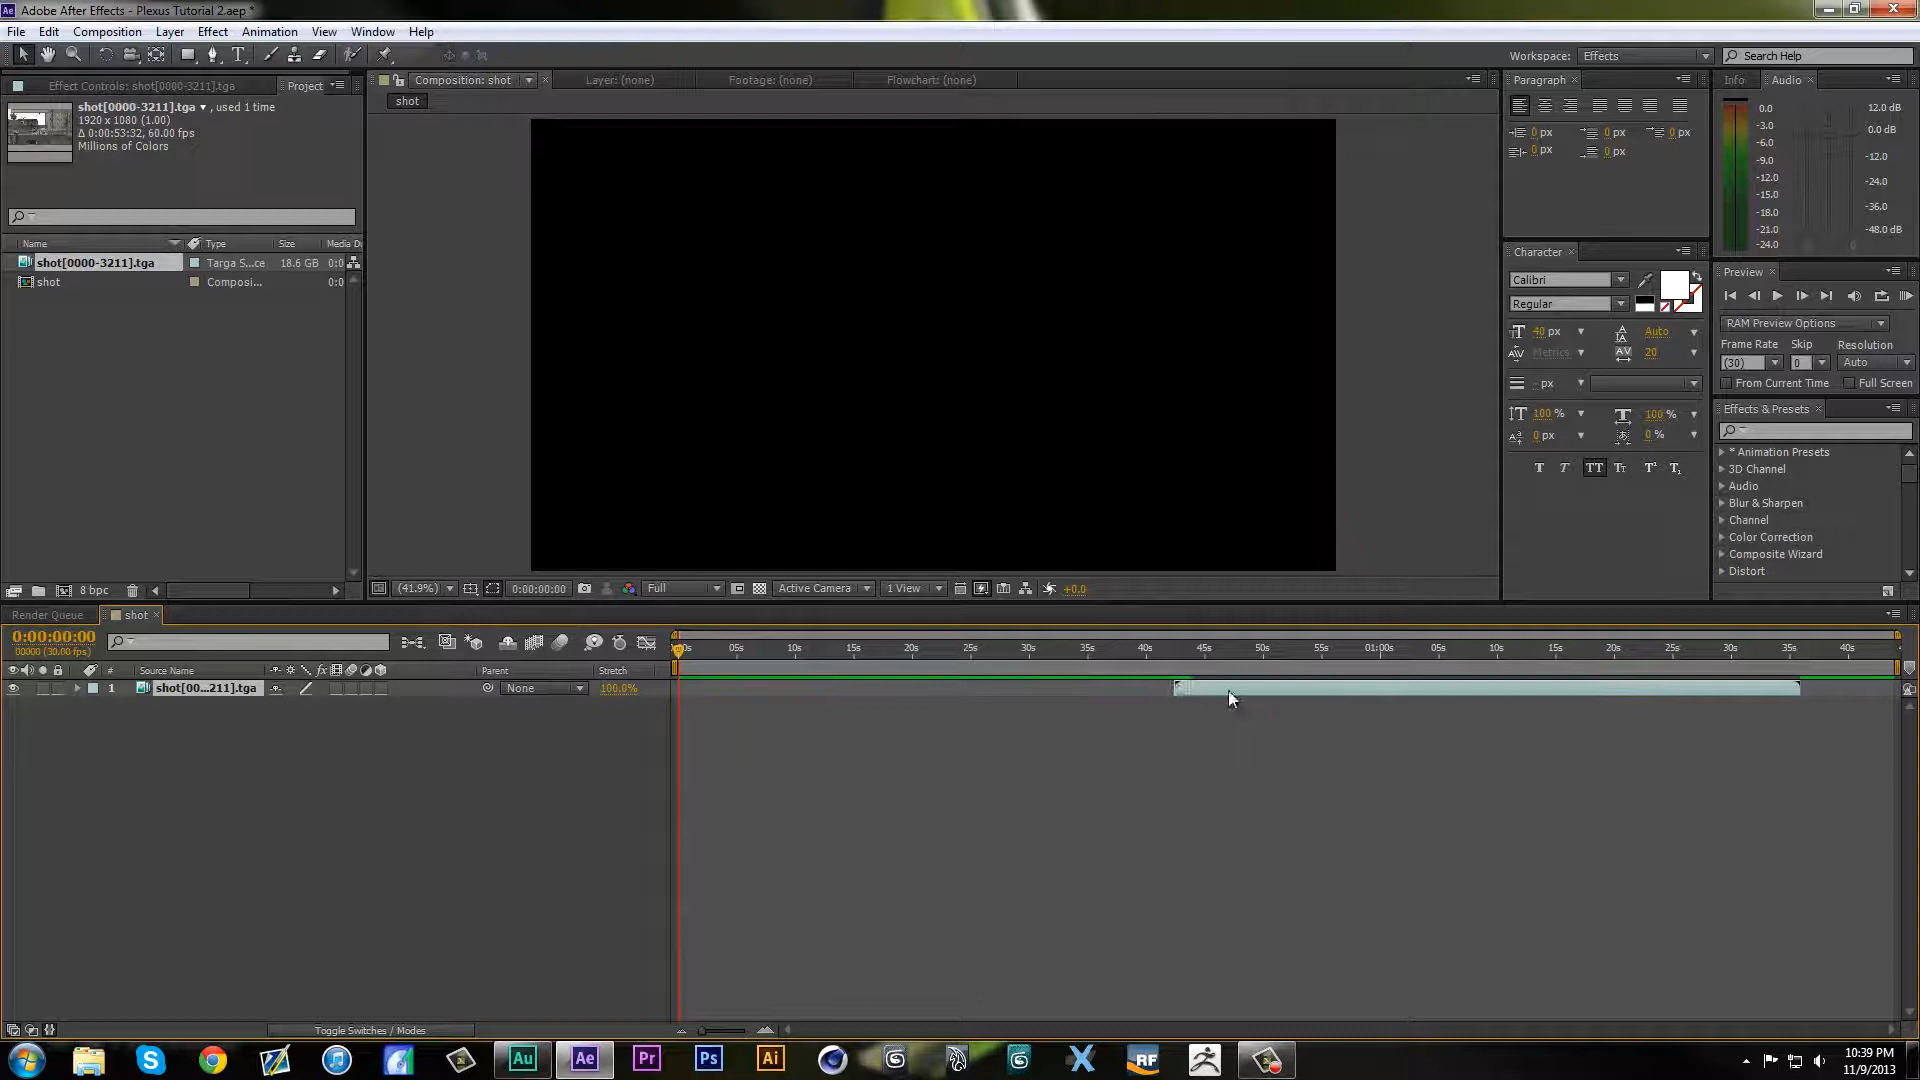 Adobe After Effects - Plexus Tutorial 2.aep *
File Edit Composition Layer Effect Animation View Window Help
Workspace: Effects Search Help
Effect Controls: shot[0000-3211].tga Project
shot[0000-3211].tga , used 1 time
1920 x 1080 (1.00)
Δ 0:00:53:32, 60.00 fps
Millions of Colors
Name Type Size Media D
shot[0000-3211].tga Targa S...ce 18.6 GB 0:0
shot Composi... 0:0
8 bpc
Composition: shot Layer: (none) Footage: (none) Flowchart: (none)
shot
(41.9%) 0:00:00:00 Full Active Camera 1 View +0.0
Paragraph
0 px 0 px 0 px
0 px 0 px
Character
Calibri
Regular
40 px Auto
Metrics 20
- px
100 % 100 %
0 px 0 %
T T TT Tt T¹ T₁
Info Audio
0.0 12.0 dB
-3.0 0.0 dB
-6.0
-9.0 -12.0
-12.0
-15.0 -24.0
-18.0 -36.0
-21.0 -48.0 dB
-24.0
Preview
RAM Preview Options
Frame Rate Skip Resolution
(30) 0 Auto
From Current Time Full Screen
Effects & Presets
* Animation Presets
3D Channel
Audio
Blur & Sharpen
Channel
Color Correction
Composite Wizard
Distort
Render Queue shot
0:00:00:00
00000 (30.00 fps)
# Source Name fx Parent Stretch
1 shot[00...211].tga None 100.0%
05s 10s 15s 20s 25s 30s 35s 40s 45s 50s 55s 01:00s 05s 10s 15s 20s 25s 30s 35s 40s
Toggle Switches / Modes
Au Ae Pr Ps Ai RF
10:39 PM
11/9/2013